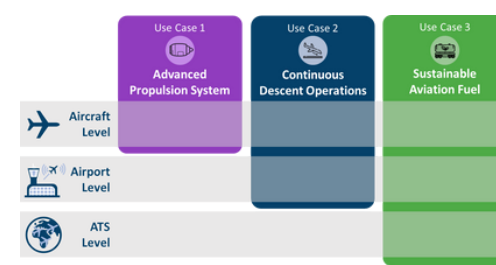 Use Case 1
Advanced
Propulsion System
Use Case 2
Continuous
Descent Operations
Use Case 3
Sustainable
Aviation Fuel
Aircraft
Level
Airport
Level
ATS
Level